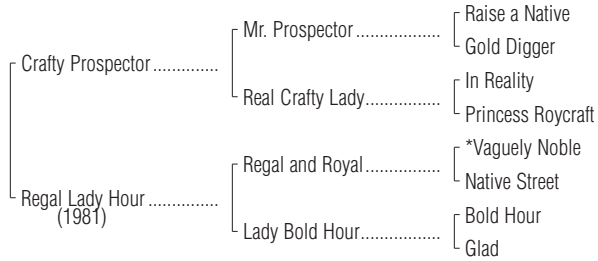 Raise a Native
Mr. Prospector ..................
Gold Digger
Crafty Prospector ..............
In Reality
Real Crafty Lady................
Princess Roycraft
*Vaguely Noble
Regal and Royal................
Native Street
Regal Lady Hour ...............
(1981)
Bold Hour
Lady Bold Hour.................
Glad